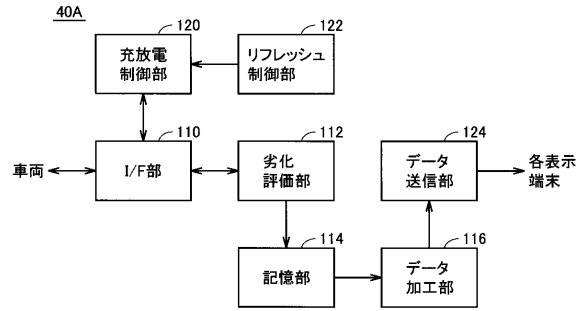 40A
120
充放電
制御部
122
リフレッシュ
制御部
車両
110
I/F部
112
劣化
評価部
124
データ
送信部
各表示
端末
114
記憶部
116
データ
加工部